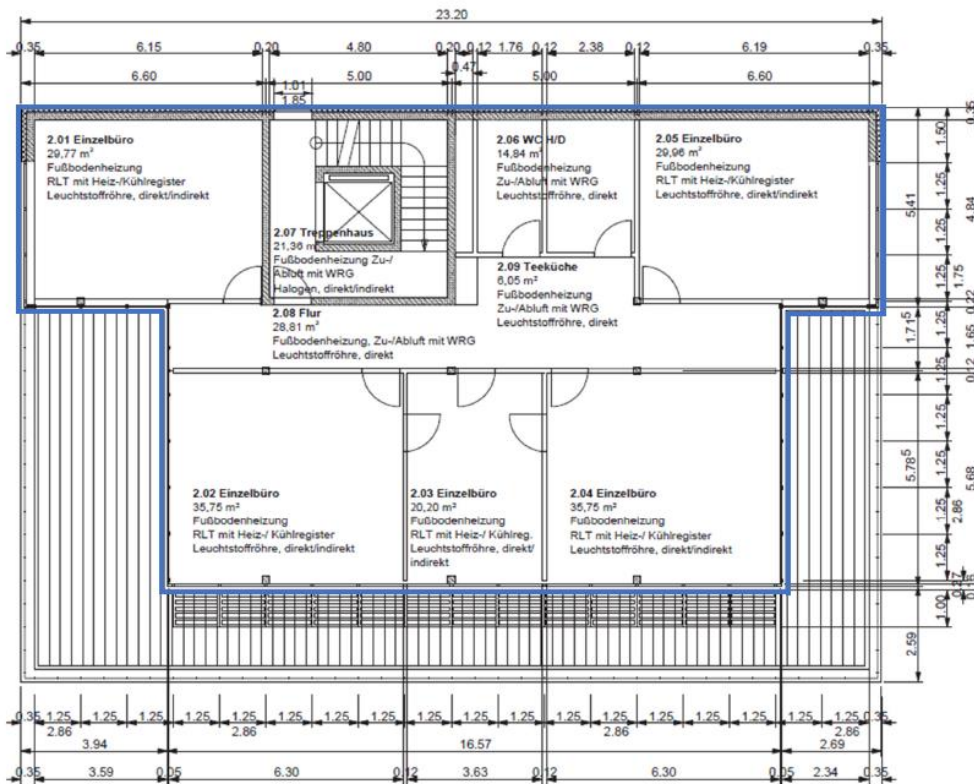 23.20
0.35 6.15 0.20 4.80 0.20 0.12 1.76 0.12 2.38 0.12 6.19 0.35
0.47
6.60 5.00 5.00 6.60
1.01
1.85
2.01 Einzelbüro
29,77 m²
Fußbodenheizung
RLT mit Heiz-/Kühlregister
Leuchtstoffröhre, direkt/indirekt
2.06 WC H/D
14,84 m²
Fußbodenheizung
Zu-/Abluft mit WRG
Leuchtstoffröhre, direkt/indirekt
2.05 Einzelbüro
29,96 m²
Fußbodenheizung
RLT mit Heiz-/Kühlregister
Leuchtstoffröhre, direkt/indirekt
2.07 Treppenhaus
21,36 m²
Fußbodenheizung Zu-/
Abluft mit WRG
Halogen, direkt/indirekt
2.09 Teeküche
6,05 m²
Fußbodenheizung
Zu-/Abluft mit WRG
Leuchtstoffröhre, direkt
2.08 Flur
28,81 m²
Fußbodenheizung, Zu-/Abluft mit WRG
Leuchtstoffröhre, direkt
2.02 Einzelbüro
35,75 m²
Fußbodenheizung
RLT mit Heiz-/ Kühlregister
Leuchtstoffröhre, direkt/indirekt
2.03 Einzelbüro
20,20 m²
Fußbodenheizung
RLT mit Heiz-/ Kühlreg.
Leuchtstoffröhre, direkt/
indirekt
2.04 Einzelbüro
35,75 m²
Fußbodenheizung
RLT mit Heiz-/ Kühlregister
Leuchtstoffröhre, direkt/indirekt
5.41 1.71⁵ 5.78⁵ 2.59
0.35 1.50 1.25 1.25 1.25 1.25 1.25 1.25 1.25 1.25 1.25 1.00
4.84 1.75 0.22 1.65 0.12 5.68 2.86 0.27 0.15
0.35 1.25 1.25 1.25 1.25 1.25 1.25 1.25 1.25 1.25 1.25 1.25 1.25 1.25 1.25 1.25 1.25 1.25 0.35
2.86 2.86 2.86 2.86
3.94 16.57 2.69
0.35 3.59 0.05 6.30 0.12 3.63 0.12 6.30 0.05 2.34 0.35